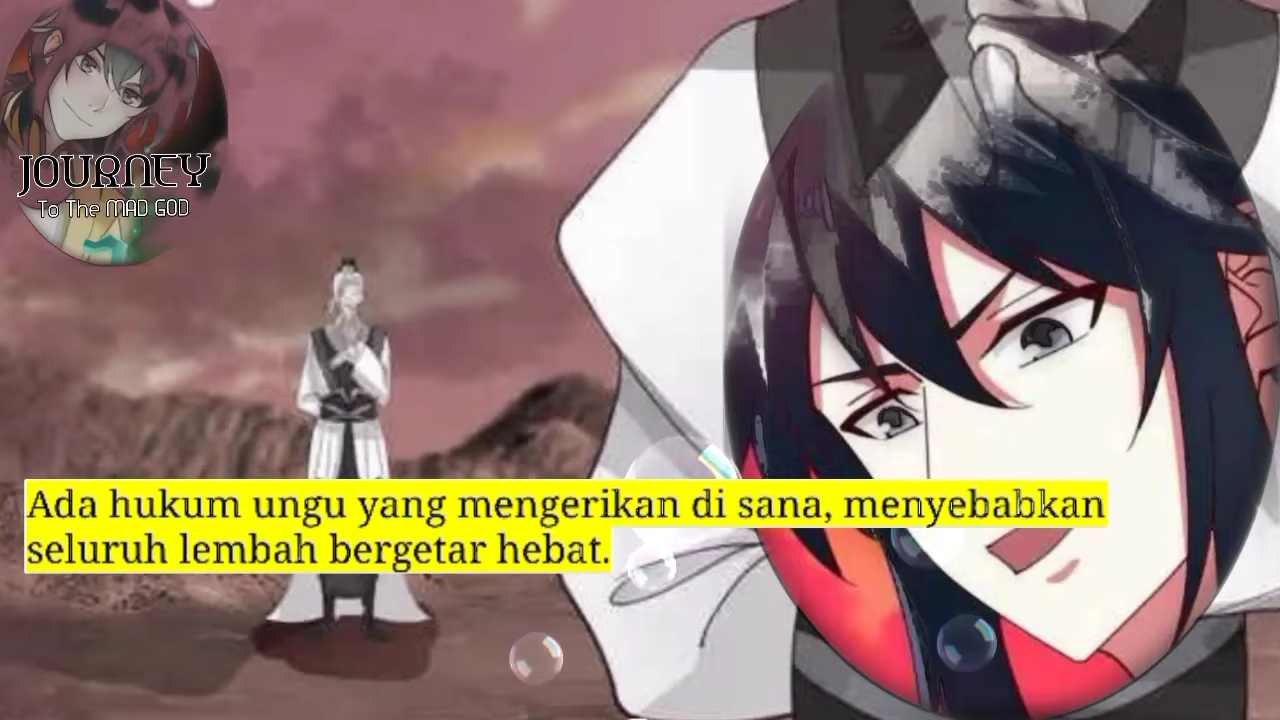 JOURNEY
To The MAD GOD
Ada hukum ungu yang mengerikan di sana, menyebabkan
seluruh lembah bergetar hebat.